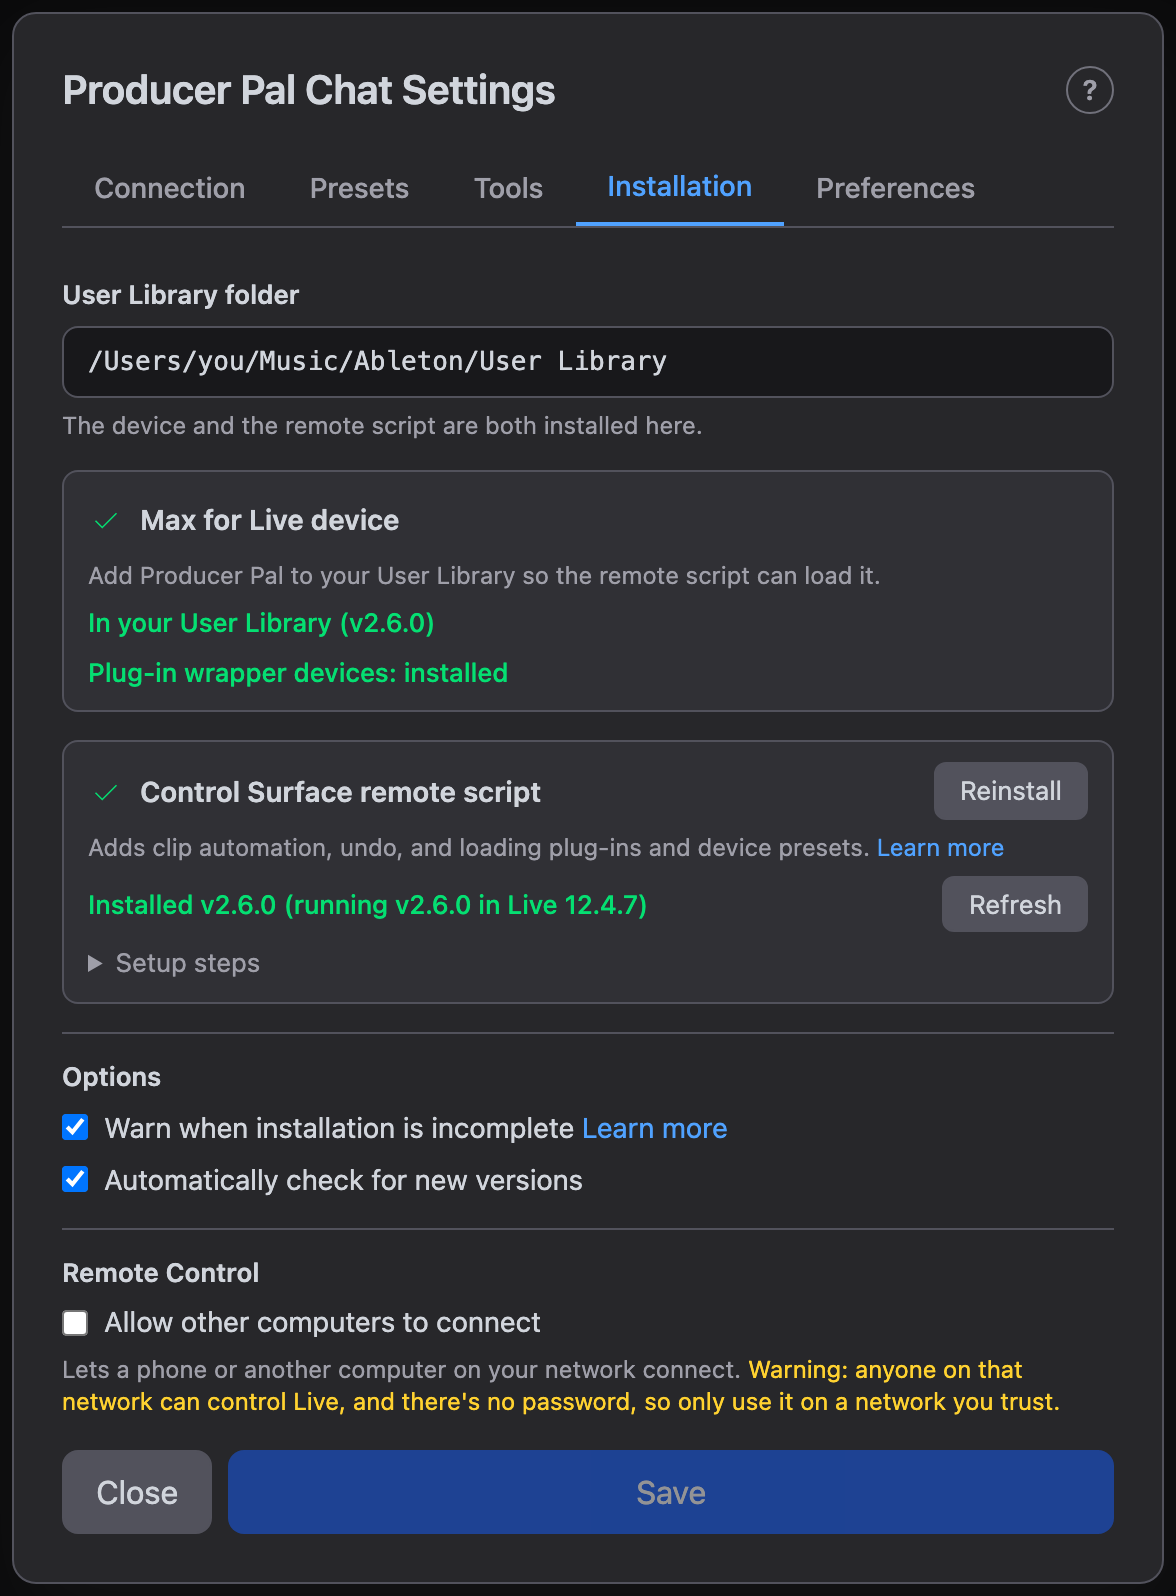 Producer Pal Chat Settings
?
Connection Presets Tools Installation Preferences
User Library folder
/Users/you/Music/Ableton/User Library
The device and the remote script are both installed here.
Max for Live device
Add Producer Pal to your User Library so the remote script can load it.
In your User Library (v2.6.0)
Plug-in wrapper devices: installed
Control Surface remote script
Reinstall
Adds clip automation, undo, and loading plug-ins and device presets. Learn more
Installed v2.6.0 (running v2.6.0 in Live 12.4.7)
Refresh
Setup steps
Options
Warn when installation is incomplete Learn more
Automatically check for new versions
Remote Control
Allow other computers to connect
Lets a phone or another computer on your network connect. Warning: anyone on that
network can control Live, and there's no password, so only use it on a network you trust.
Close
Save